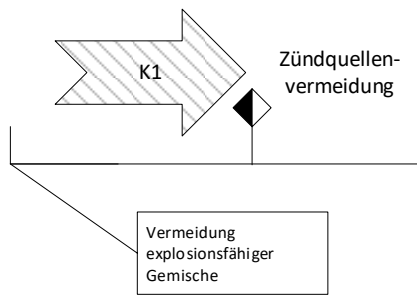 K1
Zündquellen-
vermeidung
Vermeidung
explosionsfähiger
Gemische